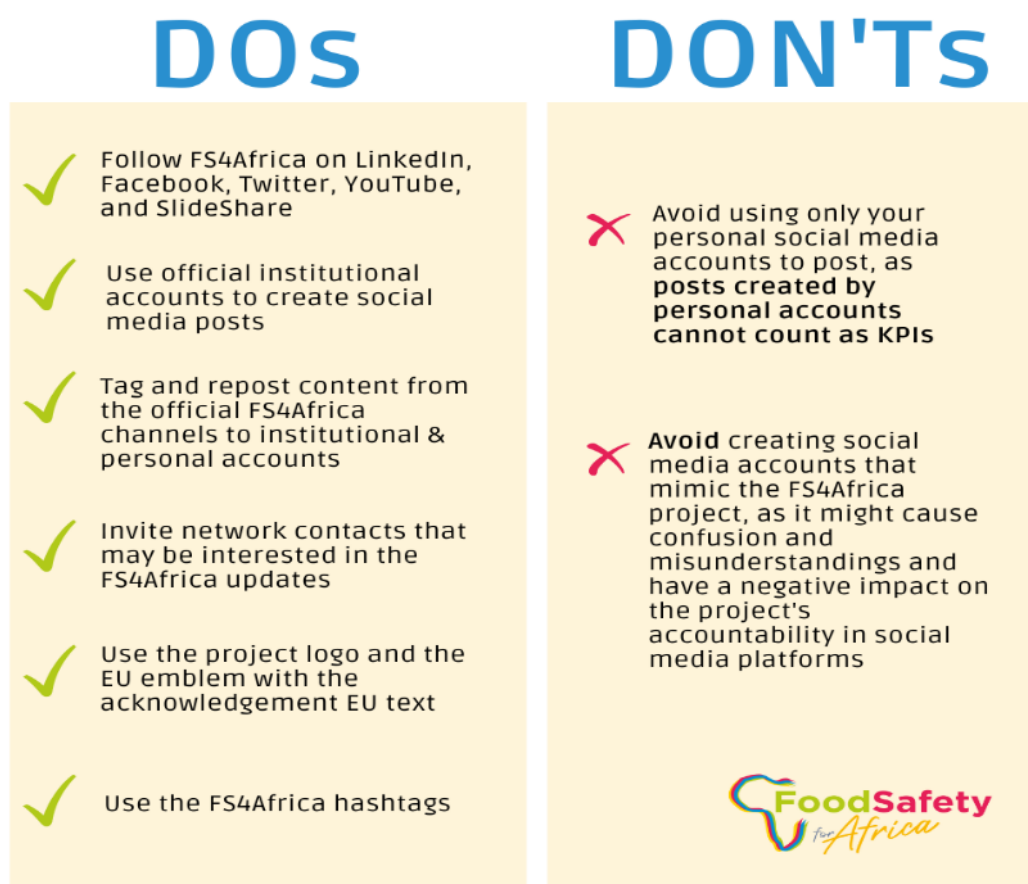 DOs
Follow FS4Africa on LinkedIn,
Facebook, Twitter, YouTube,
and SlideShare
Use official institutional
accounts to create social
media posts
Tag and repost content from
the official FS4Africa
channels to institutional &
personal accounts
Invite network contacts that
may be interested in the
FS4Africa updates
Use the project logo and the
EU emblem with the
acknowledgement EU text
Use the FS4Africa hashtags
DON'Ts
Avoid using only your
personal social media
accounts to post, as
posts created by
personal accounts
cannot count as KPIs
Avoid creating social
media accounts that
mimic the FS4Africa
project, as it might cause
confusion and
misunderstandings and
have a negative impact on
the project's
accountability in social
media platforms
FoodSafety
for Africa